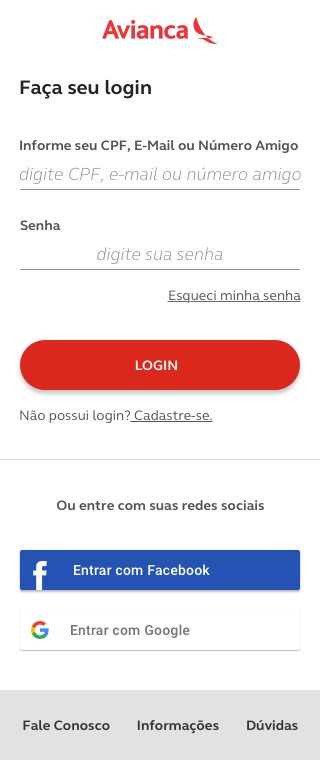 Avianca
Faça seu login
Informe seu CPF, E-Mail ou Número Amigo
digite CPF, e-mail ou número amigo
Senha
digite sua senha
Esqueci minha senha
LOGIN
Não possui login? Cadastre-se.
Ou entre com suas redes sociais
Entrar com Facebook
Entrar com Google
Fale Conosco Informações Dúvidas